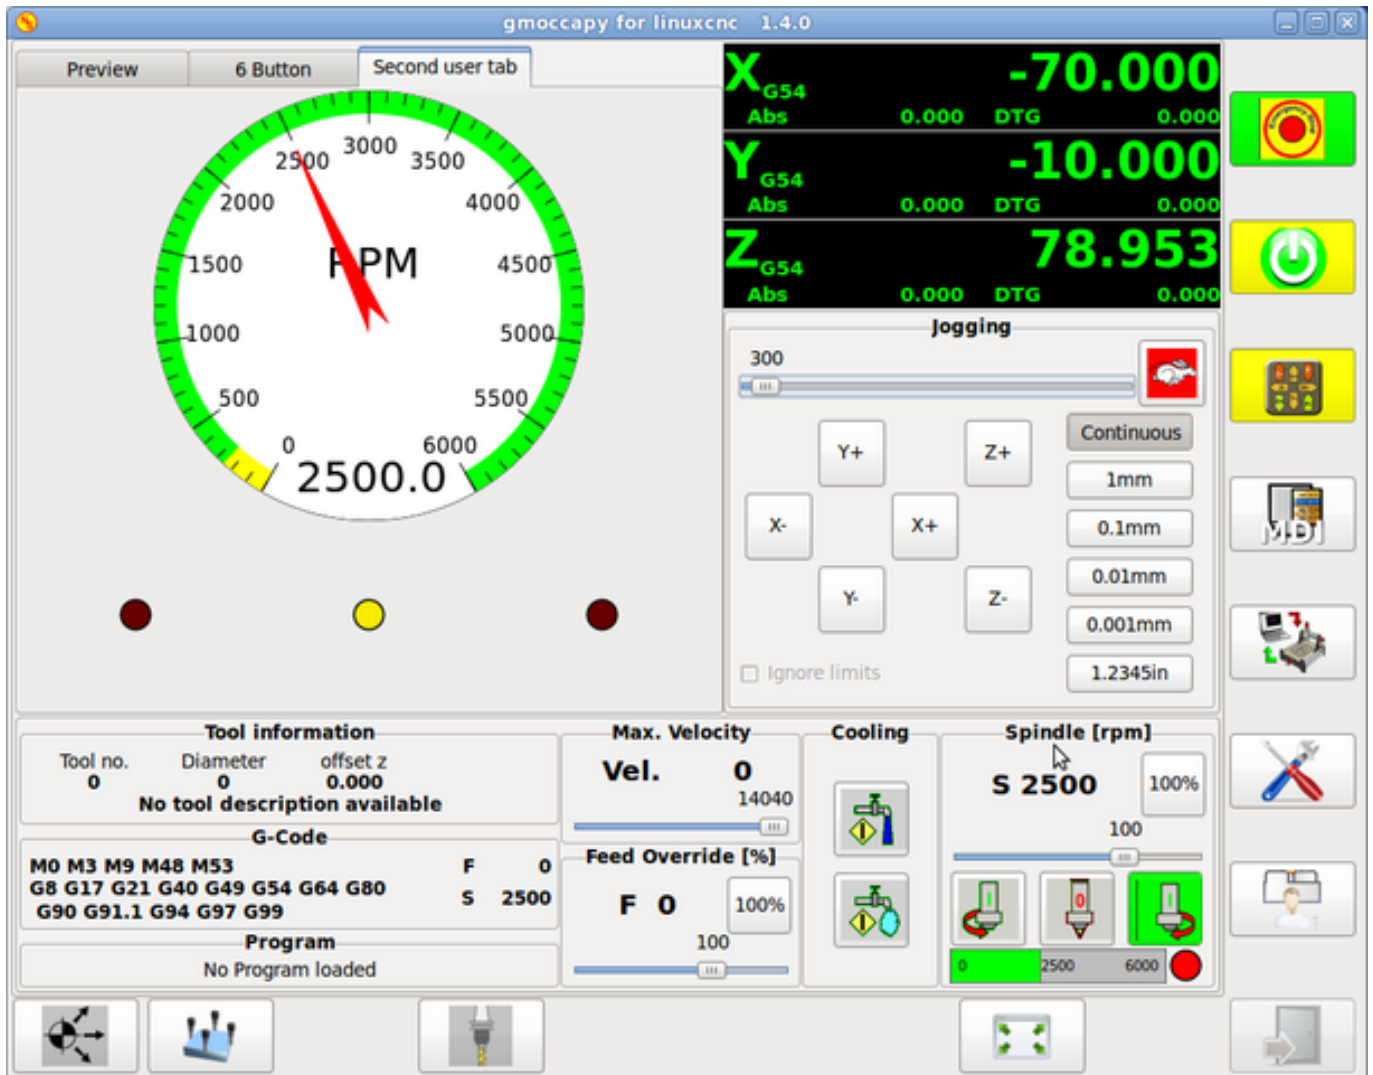 gmoccapy for linuxcnc 1.4.0
Preview
6 Button
Second user tab
0
500
1000
1500
2000
2500
3000
3500
4000
4500
5000
5500
6000
RPM
2500.0
X G54 -70.000
Abs 0.000 DTG 0.000
Y G54 -10.000
Abs 0.000 DTG 0.000
Z G54 78.953
Abs 0.000 DTG 0.000
Jogging
300
Y+
Z+
X-
X+
Y-
Z-
Continuous
1mm
0.1mm
0.01mm
0.001mm
1.2345in
Ignore limits
Emergency Stop
MDI
Tool information
Tool no. Diameter offset z
0 0 0.000
No tool description available
G-Code
M0 M3 M9 M48 M53
G8 G17 G21 G40 G49 G54 G64 G80
G90 G91.1 G94 G97 G99
F 0
S 2500
Program
No Program loaded
Max. Velocity
Vel. 0
14040
Feed Override [%]
F 0
100%
100
Cooling
Spindle [rpm]
S 2500
100%
100
0
0 2500 6000